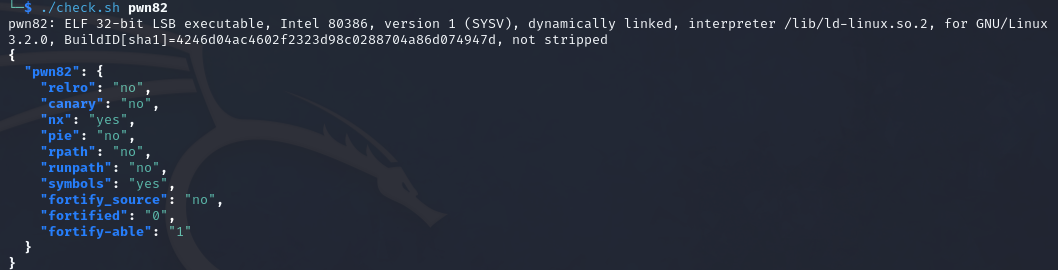 └─$ ./check.sh pwn82
pwn82: ELF 32-bit LSB executable, Intel 80386, version 1 (SYSV), dynamically linked, interpreter /lib/ld-linux.so.2, for GNU/Linux
3.2.0, BuildID[sha1]=4246d04ac4602f2323d98c0288704a86d074947d, not stripped
{
  "pwn82": {
    "relro": "no",
    "canary": "no",
    "nx": "yes",
    "pie": "no",
    "rpath": "no",
    "runpath": "no",
    "symbols": "yes",
    "fortify_source": "no",
    "fortified": "0",
    "fortify-able": "1"
  }
}